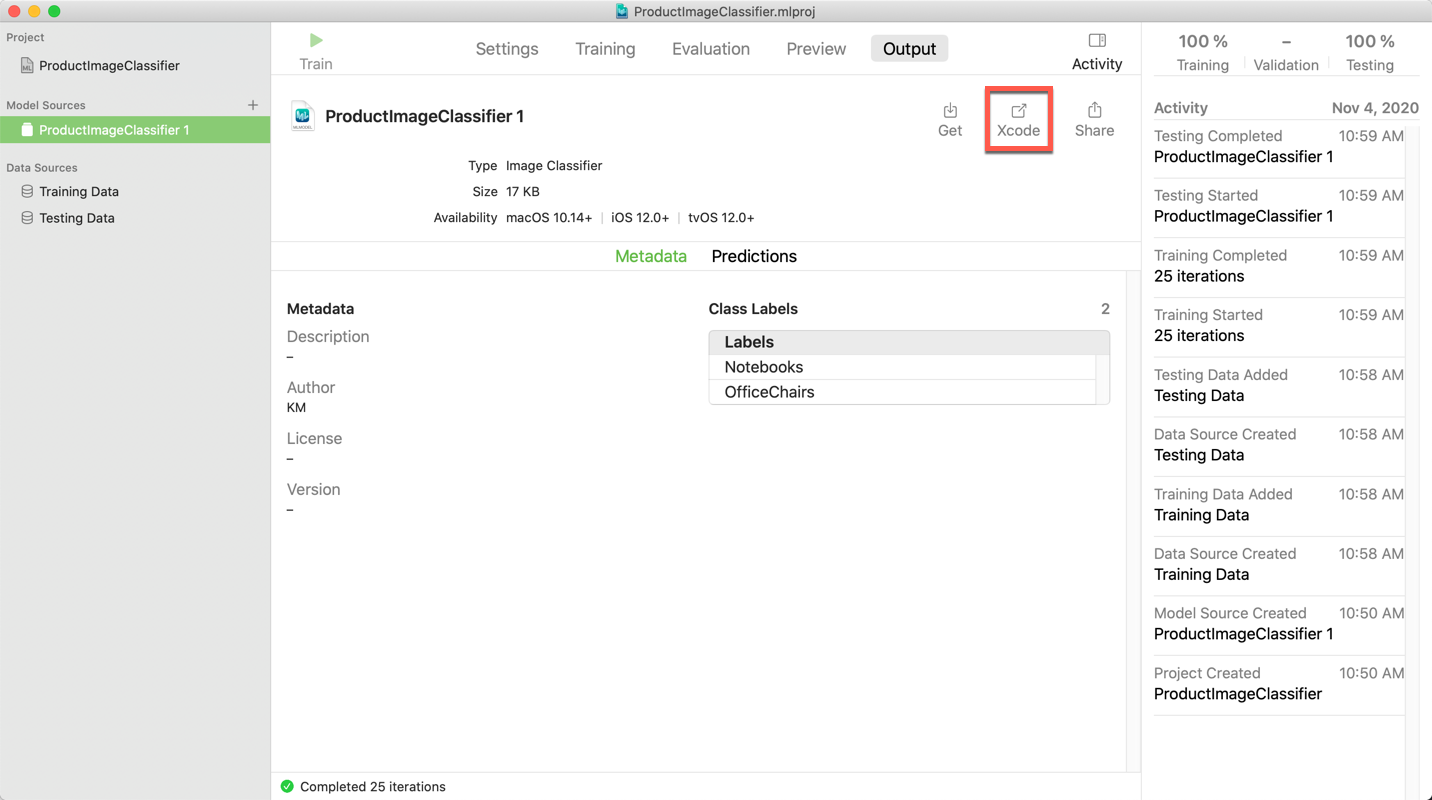 ProductImageClassifier.mlproj
Project
ML
ProductImageClassifier
Model Sources
ProductImageClassifier 1
Data Sources
Training Data
Testing Data
Train
Settings
Training
Evaluation
Preview
Output
Activity
MLMODEL
ProductImageClassifier 1
Get
Xcode
Share
Type Image Classifier
Size 17 KB
Availability macOS 10.14+ | iOS 12.0+ | tvOS 12.0+
Metadata
Predictions
Metadata
Description
–
Author
KM
License
–
Version
–
Class Labels 2
Labels
Notebooks
OfficeChairs
Completed 25 iterations
100 % – 100 %
Training Validation Testing
Activity Nov 4, 2020
Testing Completed 10:59 AM
ProductImageClassifier 1
Testing Started 10:59 AM
ProductImageClassifier 1
Training Completed 10:59 AM
25 iterations
Training Started 10:59 AM
25 iterations
Testing Data Added 10:58 AM
Testing Data
Data Source Created 10:58 AM
Testing Data
Training Data Added 10:58 AM
Training Data
Data Source Created 10:58 AM
Training Data
Model Source Created 10:50 AM
ProductImageClassifier 1
Project Created 10:50 AM
ProductImageClassifier